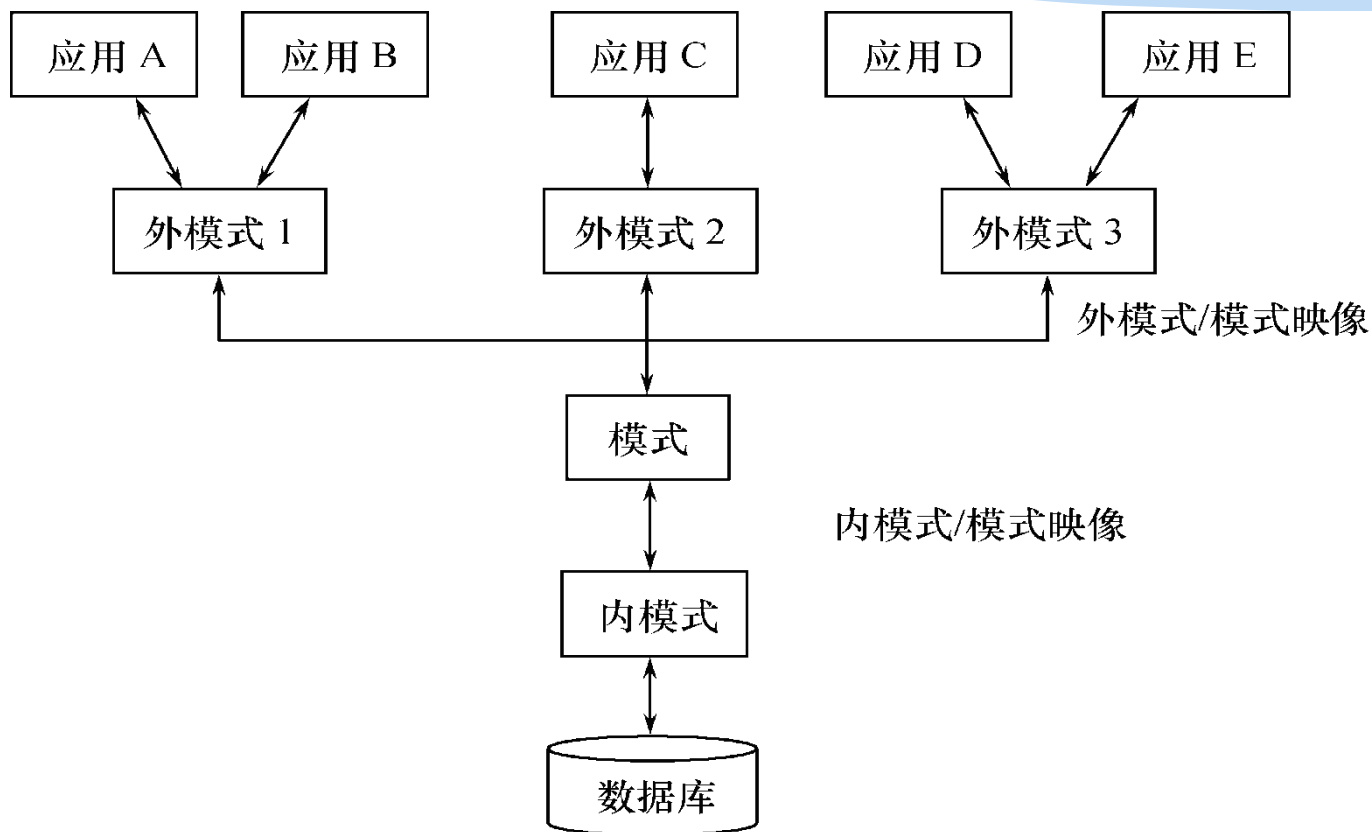 应用 A
应用 B
应用 C
应用 D
应用 E
外模式 1
外模式 2
外模式 3
外模式/模式映像
模式
内模式/模式映像
内模式
数据库